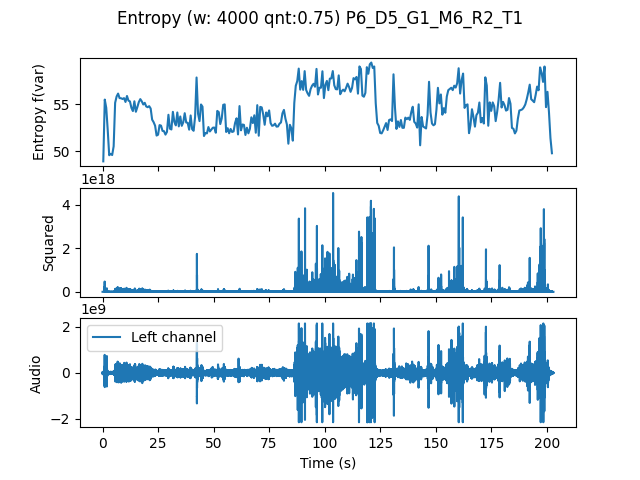 Entropy (w: 4000 qnt:0.75) P6_D5_G1_M6_R2_T1
Entropy f(var)
55
50
1e18
Squared
4
2
0
1e9
Audio
2
0
−2
Left channel
0 25 50 75 100 125 150 175 200
Time (s)